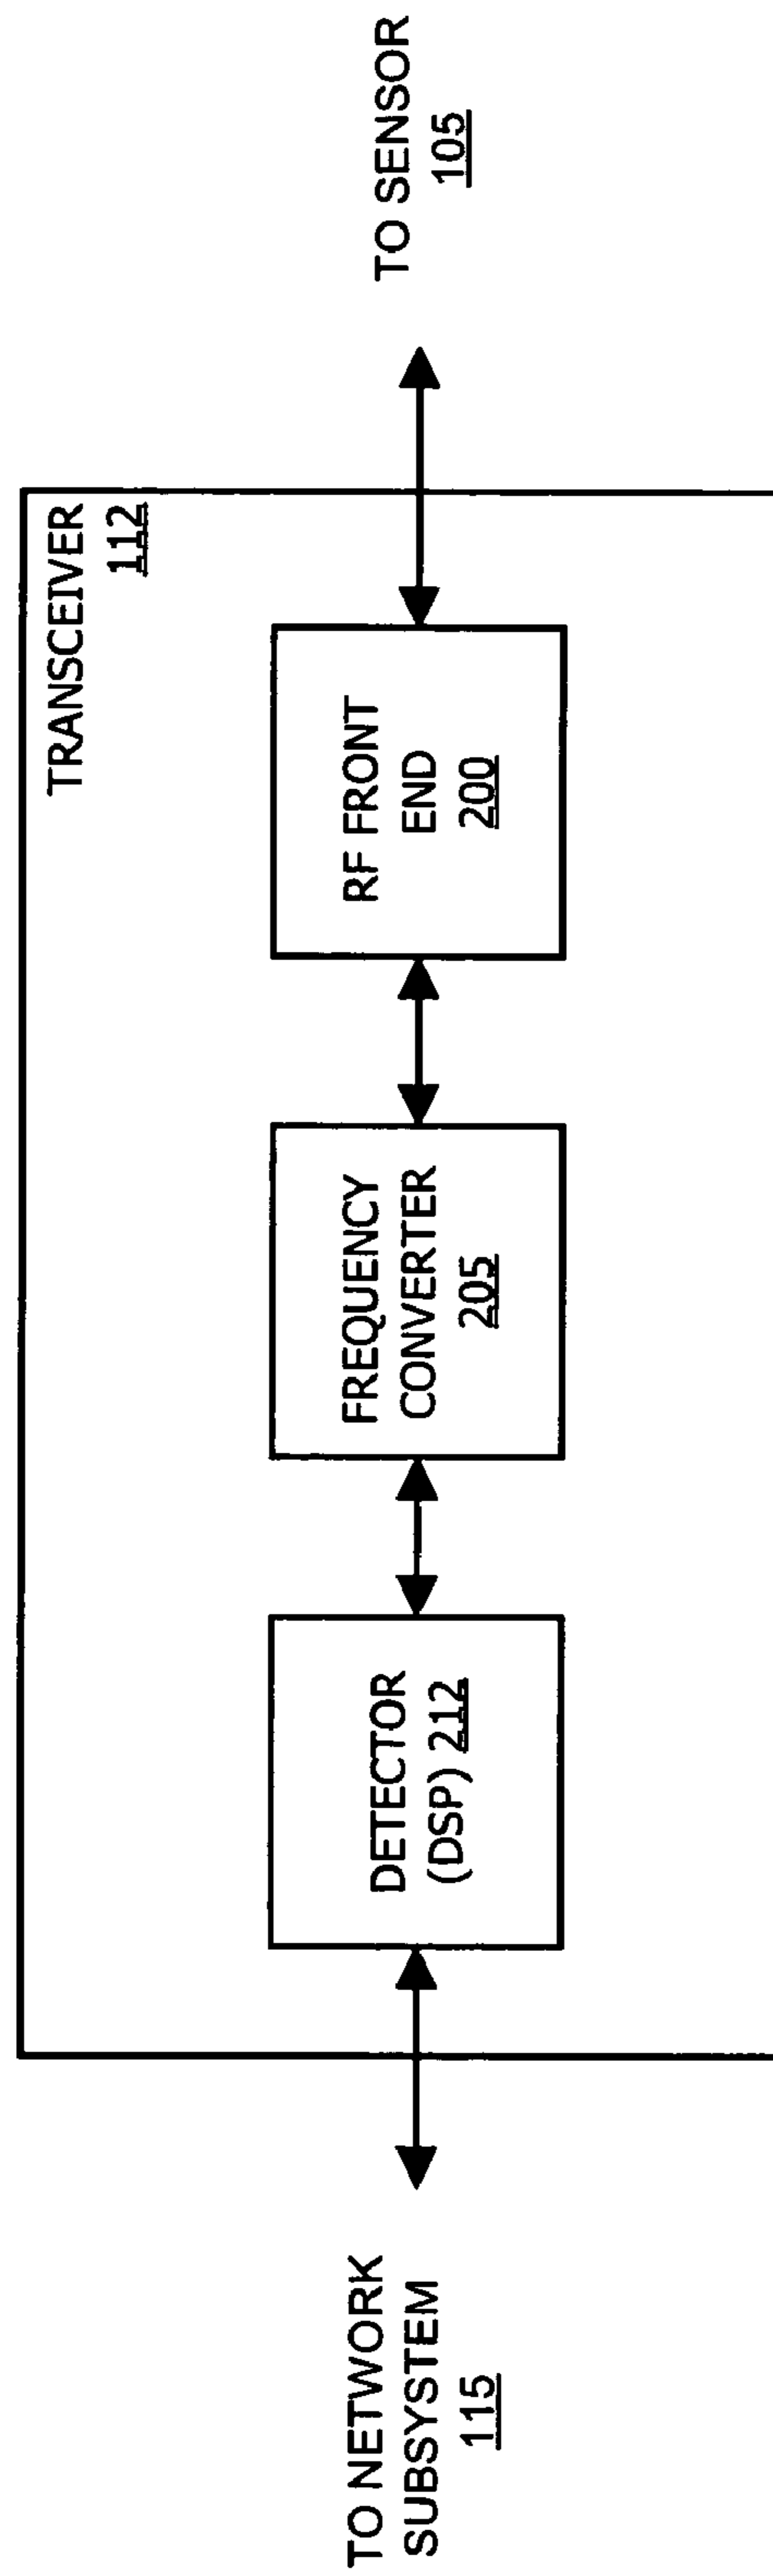 TRANSCEIVER
112
TO NETWORK
SUBSYSTEM
115
DETECTOR
(DSP) 212
FREQUENCY
CONVERTER
205
RF FRONT
END
200
TO SENSOR
105